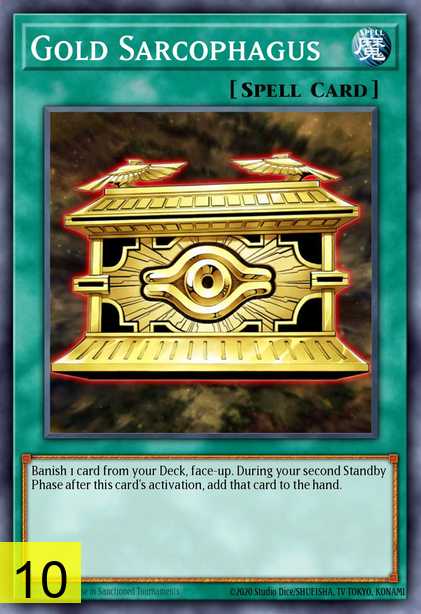 GOLD SARCOPHAGUS
SPELL
魔
[SPELL CARD]
Banish 1 card from your Deck, face-up. During your second Standby
Phase after this card's activation, add that card to the hand.
10
in Sanctioned Tournaments
©2020 Studio Dice/SHUEISHA, TV TOKYO, KONAMI